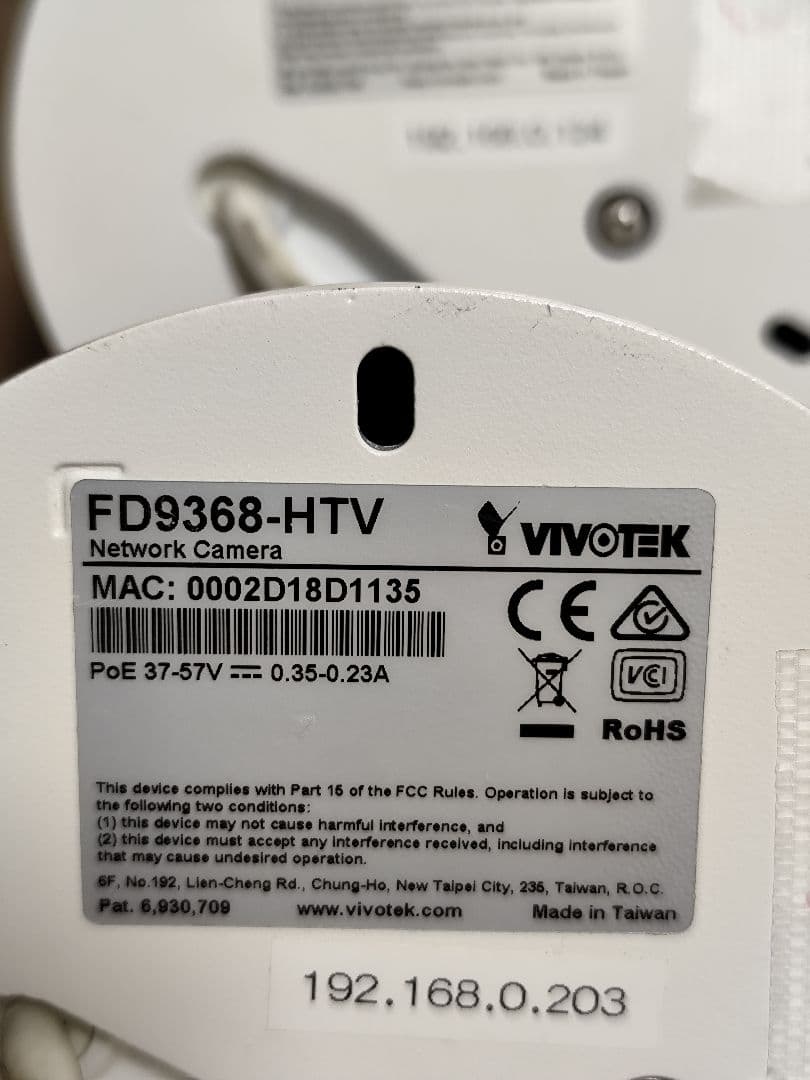 FD9368-HTV
Network Camera
VIVOTEK
MAC: 0002D18D1135
PoE 37-57V 0.35-0.23A
CE
VCI
RoHS
This device complies with Part 15 of the FCC Rules. Operation is subject to
the following two conditions:
(1) this device may not cause harmful interference, and
(2) this device must accept any interference received, including interference
that may cause undesired operation.
6F, No.192, Lien-Cheng Rd., Chung-Ho, New Taipei City, 235, Taiwan, R.O.C.
Pat. 6,930,709 www.vivotek.com Made in Taiwan
192.168.0.203